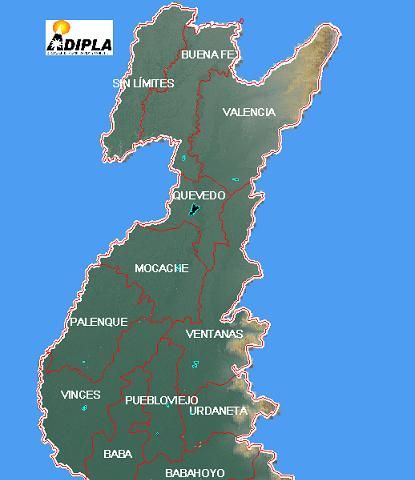 ADIPLA
BUENA FE
SIN LÍMITES
VALENCIA
QUEVEDO
MOCACHE
PALENQUE
VENTANAS
VINCES
PUEBLOVIEJO
URDANETA
BABA
BABAHOYO